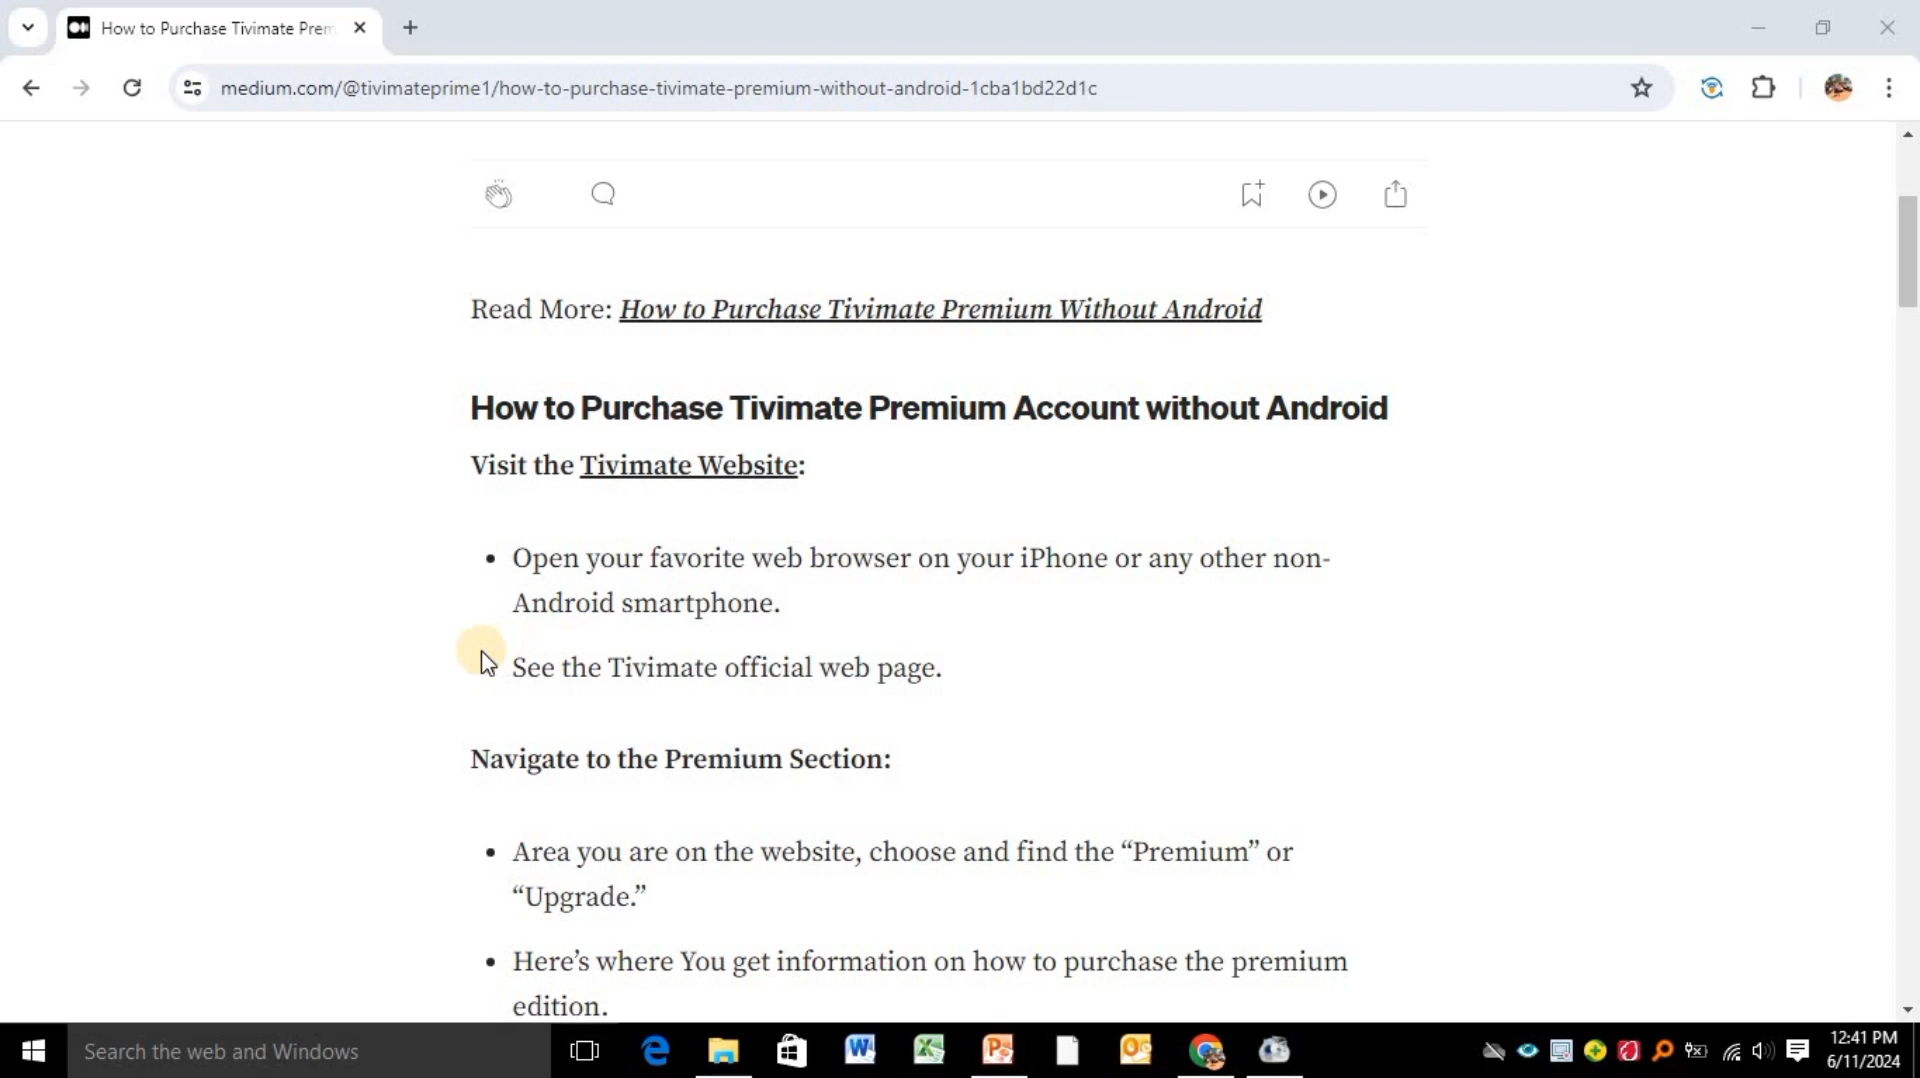 How to Purchase Tivimate Prem
medium.com/@tivimateprime1/how-to-purchase-tivimate-premium-without-android-1cba1bd22d1c
Read More: How to Purchase Tivimate Premium Without Android
How to Purchase Tivimate Premium Account without Android
Visit the Tivimate Website:
• Open your favorite web browser on your iPhone or any other non-
Android smartphone.
See the Tivimate official web page.
Navigate to the Premium Section:
• Area you are on the website, choose and find the “Premium” or
“Upgrade.”
• Here’s where You get information on how to purchase the premium
edition.
Search the web and Windows
12:41 PM
6/11/2024